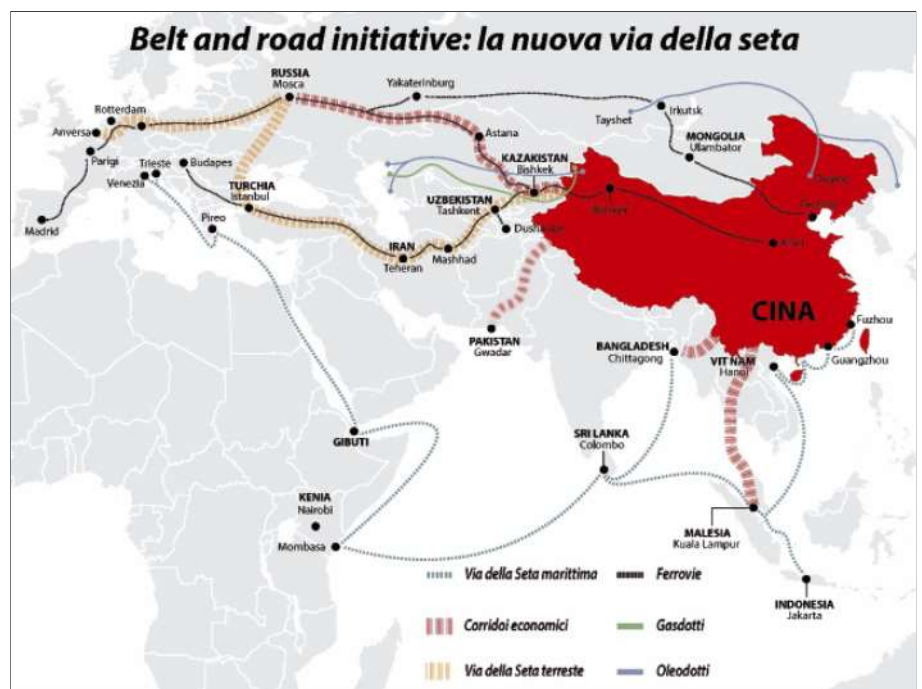 Belt and road initiative: la nuova via della seta
RUSSIA
Mosca
Yakaterinburg
Rotterdam
Anversa
Parigi
Trieste
Venezia
Budapes
Madrid
TURCHIA
Istanbul
Pireo
Astana
KAZAKISTAN
Bishkek
UZBEKISTAN
Tashkent
IRAN
Teheran
Mashhad
Tayshet
Irkutsk
MONGOLIA
Ulambator
CINA
Fuzhou
Guangzhou
PAKISTAN
Gwadar
BANGLADESH
Chittagong
VIT NAM
Hanoi
GIBUTI
SRI LANKA
Colombo
KENIA
Nairobi
Mombasa
MALESIA
Kuala Lampur
INDONESIA
Jakarta
Via della Seta marittima
Ferrovie
Corridoi economici
Gasdotti
Via della Seta terreste
Oleodotti